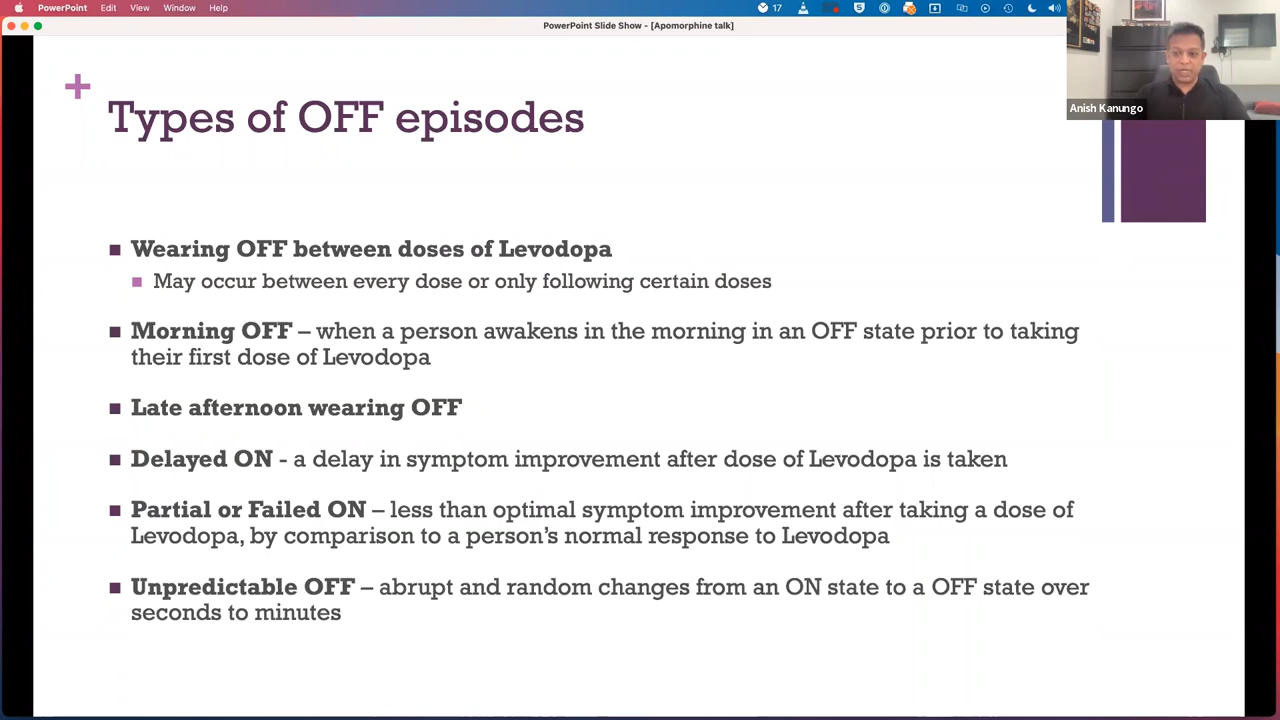 PowerPoint Edit View Window Help 17
PowerPoint Slide Show - [Apomorphine talk]
Anish Kanungo
Types of OFF episodes
Wearing OFF between doses of Levodopa
May occur between every dose or only following certain doses
Morning OFF – when a person awakens in the morning in an OFF state prior to taking
their first dose of Levodopa
Late afternoon wearing OFF
Delayed ON - a delay in symptom improvement after dose of Levodopa is taken
Partial or Failed ON – less than optimal symptom improvement after taking a dose of
Levodopa, by comparison to a person’s normal response to Levodopa
Unpredictable OFF – abrupt and random changes from an ON state to a OFF state over
seconds to minutes